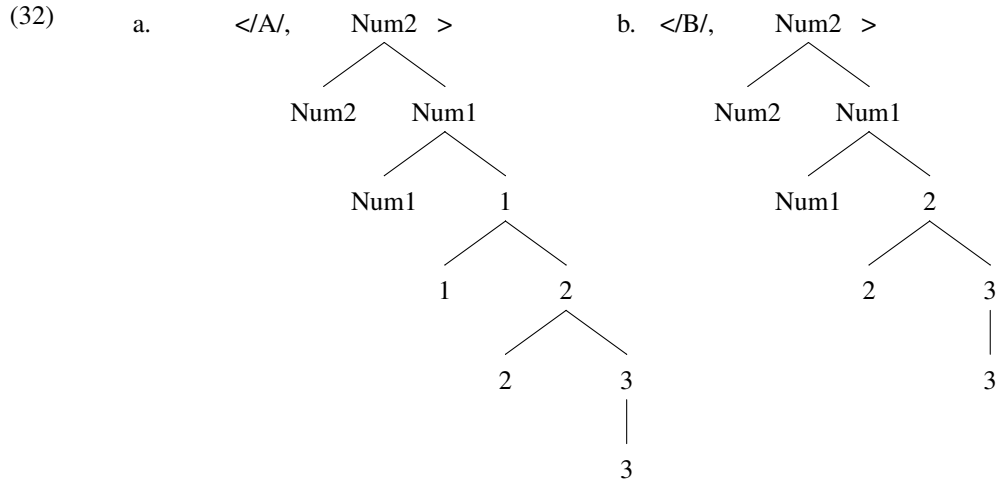 (32) a. </A/, Num2 > b. </B/, Num2 >
Num2 Num1 Num2 Num1
Num1 1 Num1 2
1 2 2 3
2 3 3
3